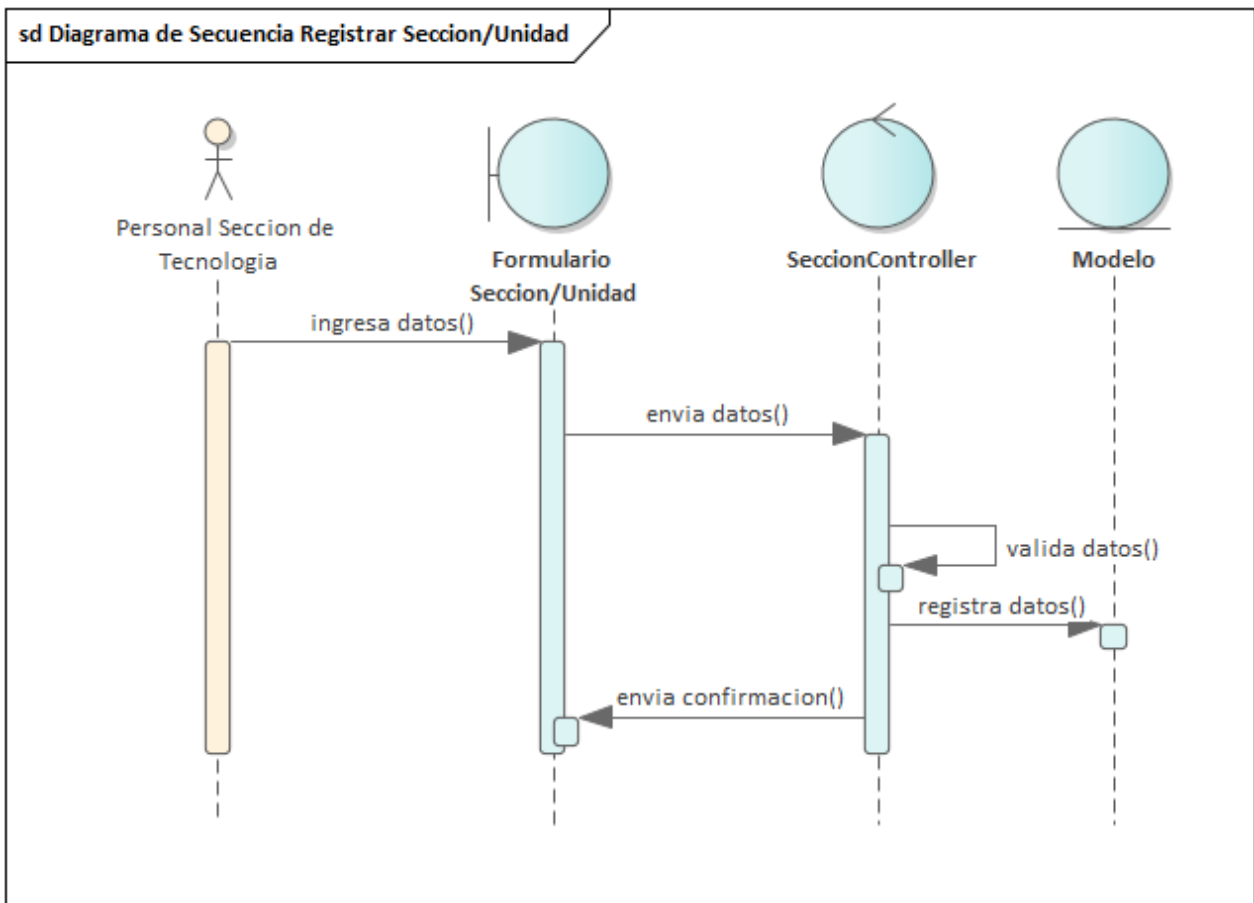 sd Diagrama de Secuencia Registrar Seccion/Unidad
Personal Seccion de
Tecnologia
Formulario
Seccion/Unidad
SeccionController
Modelo
ingresa datos()
envia datos()
valida datos()
registra datos()
envia confirmacion()